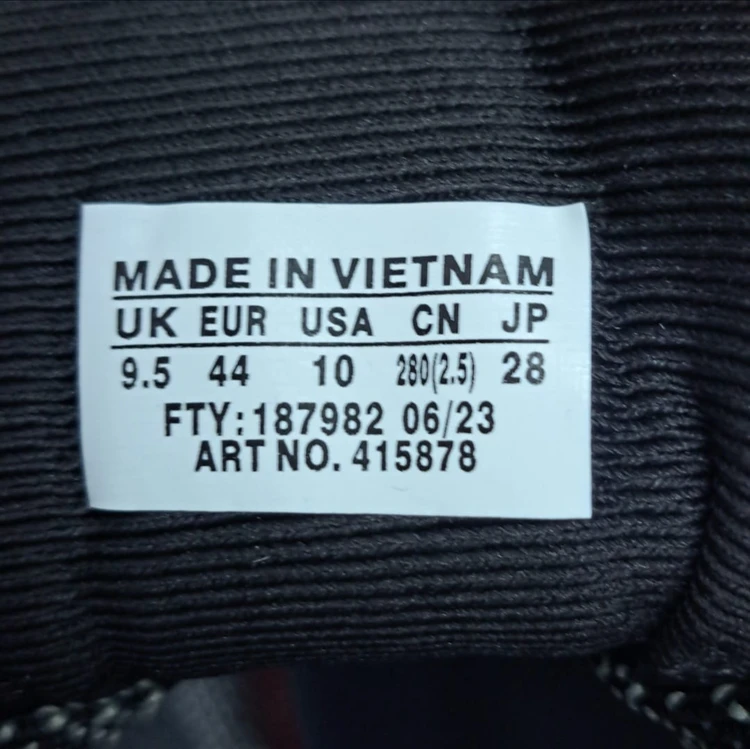 MADE IN VIETNAM
UK EUR USA CN JP
9.5 44 10 280(2.5) 28
FTY:187982 06/23
ART NO. 415878